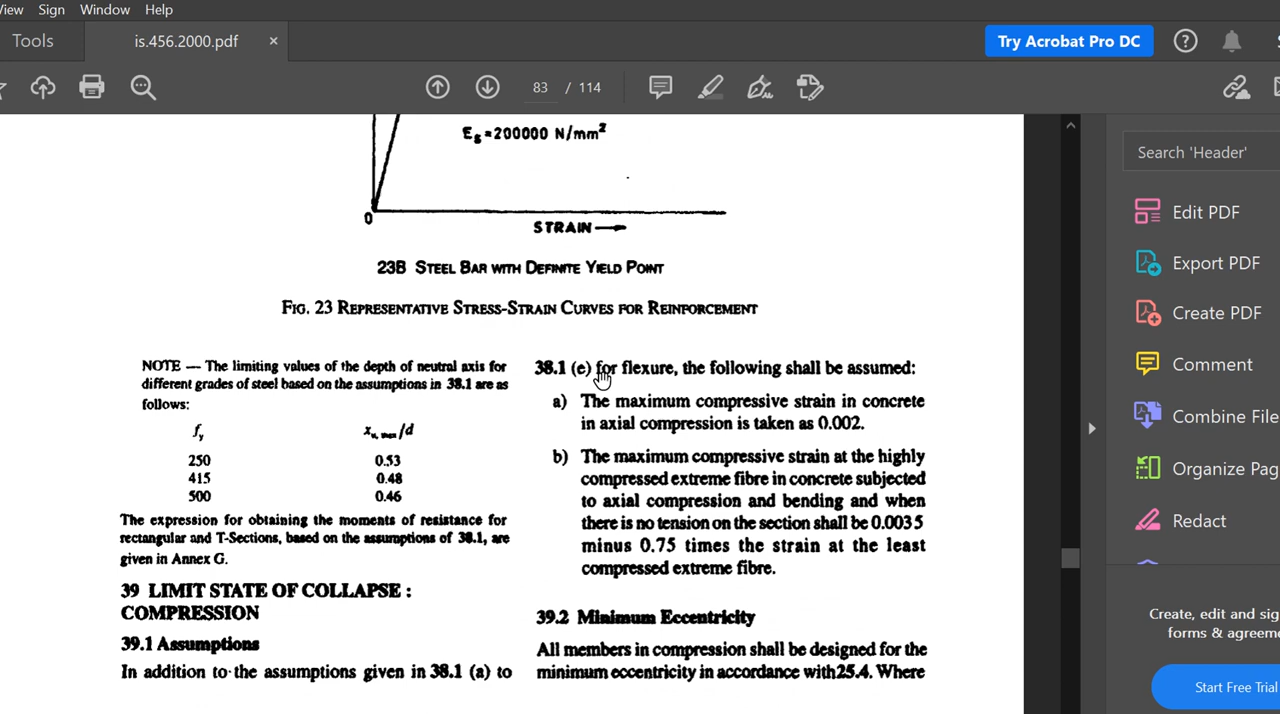 View Sign Window Help
Tools
is.456.2000.pdf ×
Try Acrobat Pro DC
83 / 114
Es = 200000 N/mm²
0
STRAIN
23B STEEL BAR WITH DEFINITE YIELD POINT
FIG. 23 REPRESENTATIVE STRESS-STRAIN CURVES FOR REINFORCEMENT
NOTE — The limiting values of the depth of neutral axis for
different grades of steel based on the assumptions in 38.1 are as
follows:
fy xu, max/d
250 0.53
415 0.48
500 0.46
The expression for obtaining the moments of resistance for
rectangular and T-Sections, based on the assumptions of 38.1, are
given in Annex G.
39 LIMIT STATE OF COLLAPSE :
COMPRESSION
39.1 Assumptions
In addition to the assumptions given in 38.1 (a) to
38.1 (e) for flexure, the following shall be assumed:
a) The maximum compressive strain in concrete
in axial compression is taken as 0.002.
b) The maximum compressive strain at the highly
compressed extreme fibre in concrete subjected
to axial compression and bending and when
there is no tension on the section shall be 0.0035
minus 0.75 times the strain at the least
compressed extreme fibre.
39.2 Minimum Eccentricity
All members in compression shall be designed for the
minimum eccentricity in accordance with 25.4. Where
Search 'Header'
Edit PDF
Export PDF
Create PDF
Comment
Combine File
Organize Pag
Redact
Create, edit and sig
forms & agreeme
Start Free Trial